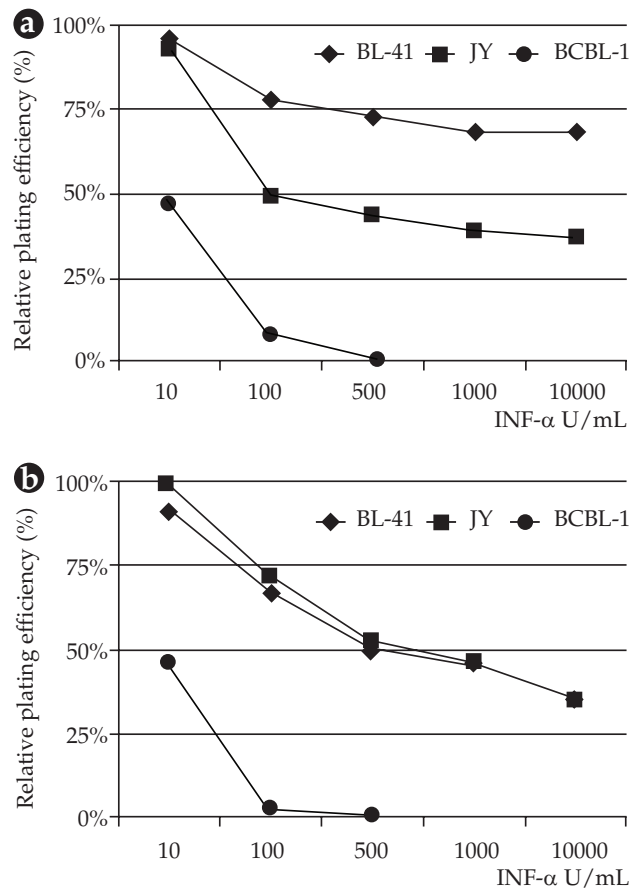 a
Relative plating efficiency (%)
100%
75%
50%
25%
0%
BL-41 JY BCBL-1
10 100 500 1000 10000
INF-α U/mL
b
Relative plating efficiency (%)
100%
75%
50%
25%
0%
BL-41 JY BCBL-1
10 100 500 1000 10000
INF-α U/mL